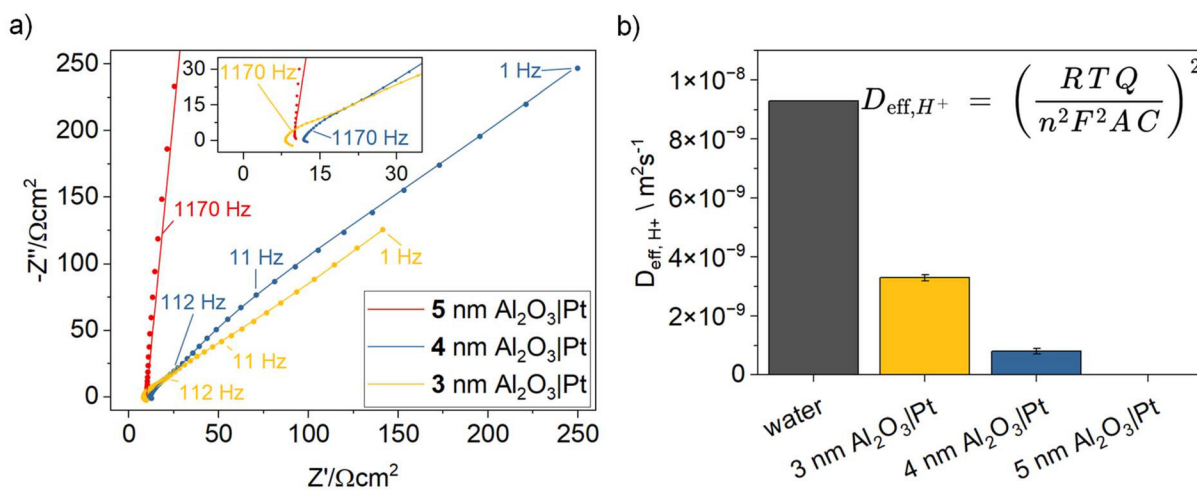 a)
-Z''/Ωcm²
250
200
150
100
50
0
0
50
100
150
200
250
Z'/Ωcm²
1170 Hz
11 Hz
112 Hz
1 Hz
1 Hz
11 Hz
112 Hz
30
15
0
0
15
30
1170 Hz
1170 Hz
5 nm Al₂O₃|Pt
4 nm Al₂O₃|Pt
3 nm Al₂O₃|Pt
b)
D_eff, H+ \ m²s⁻¹
1×10⁻⁸
8×10⁻⁹
6×10⁻⁹
4×10⁻⁹
2×10⁻⁹
0
D_eff,H⁺ = (RTQ / n²F²AC)²
water
3 nm Al₂O₃|Pt
4 nm Al₂O₃|Pt
5 nm Al₂O₃|Pt